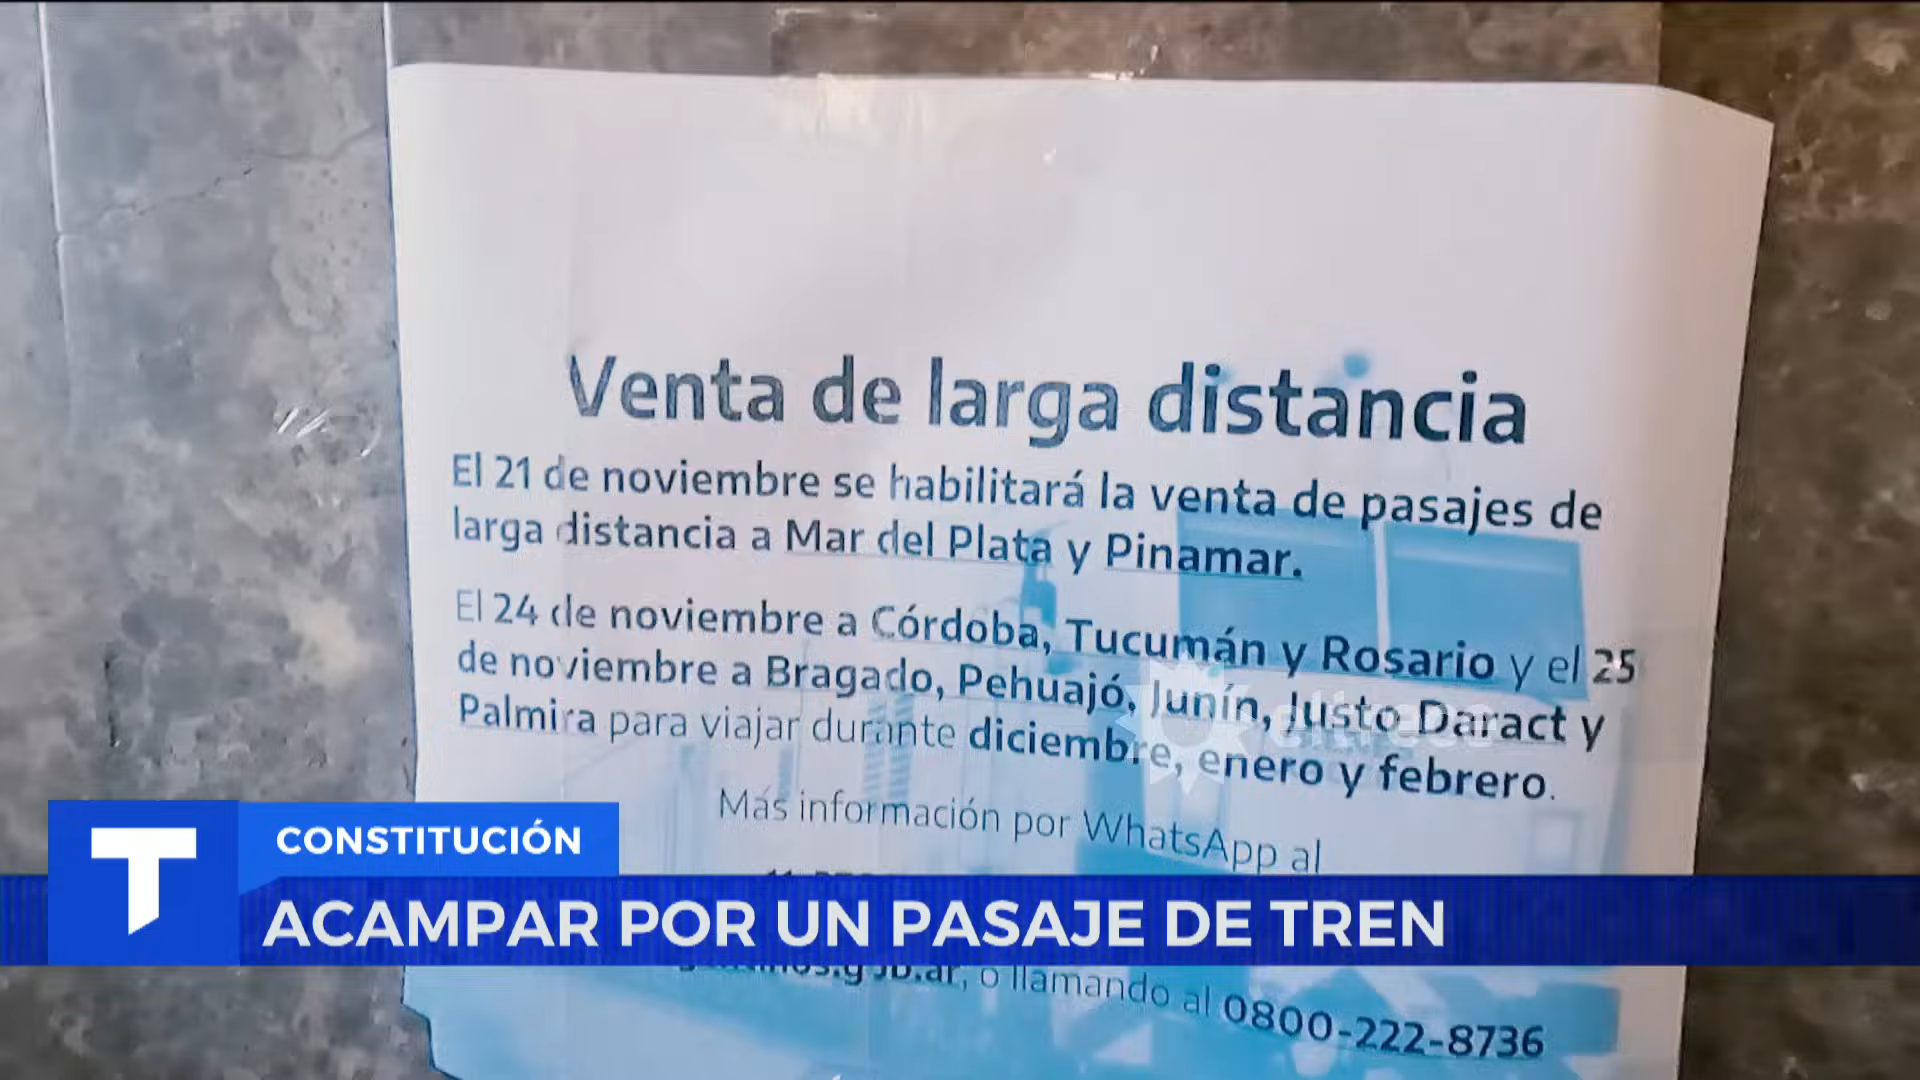 Venta de larga distancia
El 21 de noviembre se habilitará la venta de pasajes de
larga distancia a Mar del Plata y Pinamar.
El 24 de noviembre a Córdoba, Tucumán y Rosario y el 25
de noviembre a Bragado, Pehuajó, Junín, Justo Daract y
Palmira para viajar durante diciembre, enero y febrero.
eltrece
Más información por WhatsApp al
T
CONSTITUCIÓN
ACAMPAR POR UN PASAJE DE TREN
o llamando al 0800-222-8736